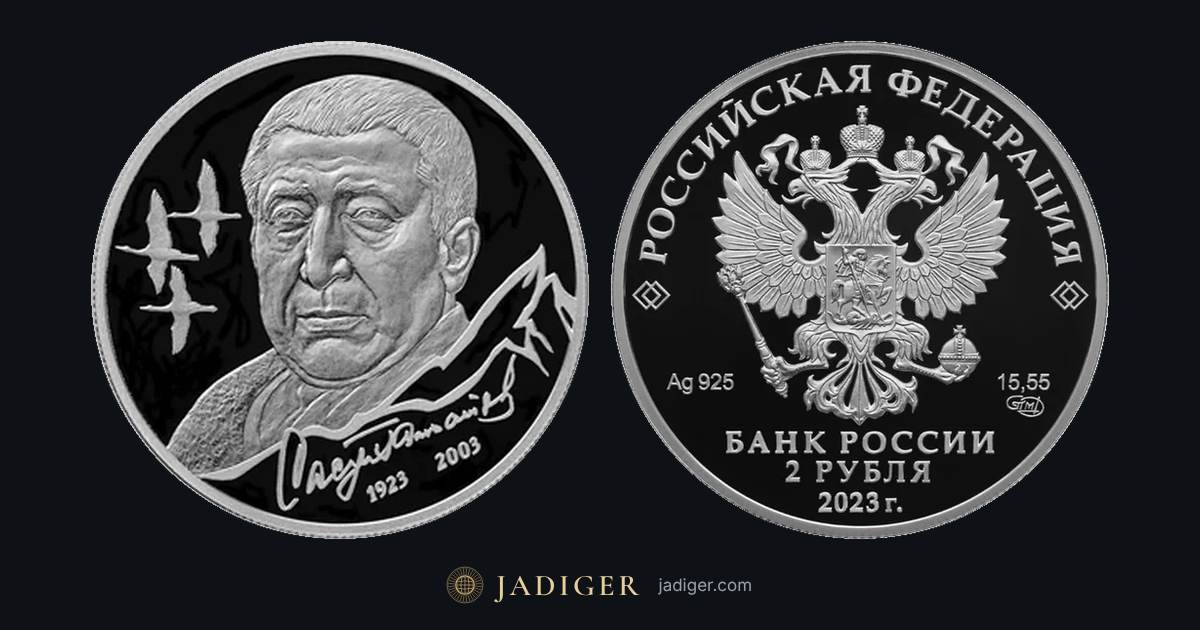 1923
2003
РОССИЙСКАЯ ФЕДЕРАЦИЯ
Ag 925
15,55
БАНК РОССИИ
2 РУБЛЯ
2023 г.
JADIGER jadiger.com